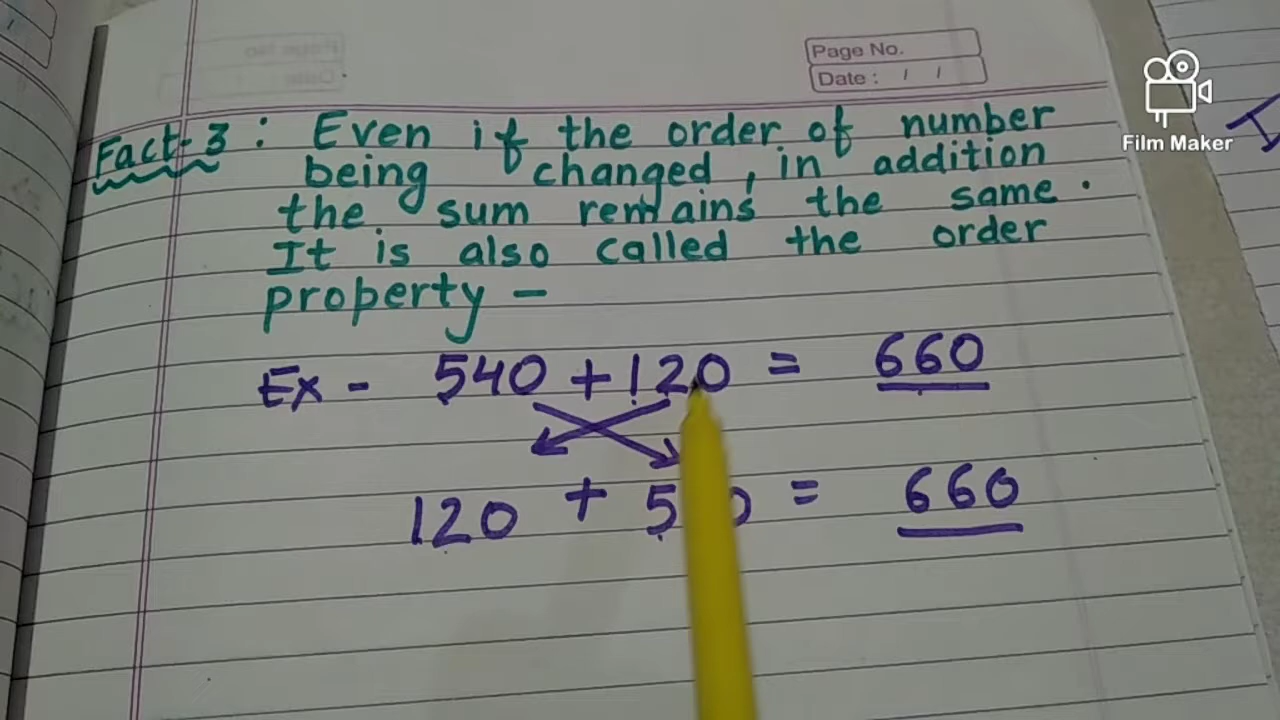 Page No.
Date : / /
Film Maker
Fact-3 : Even if the order of number
being changed, in addition
the sum remains the same.
It is also called the order
property -
Ex - 540 + 120 = 660
120 + 5 0 = 660